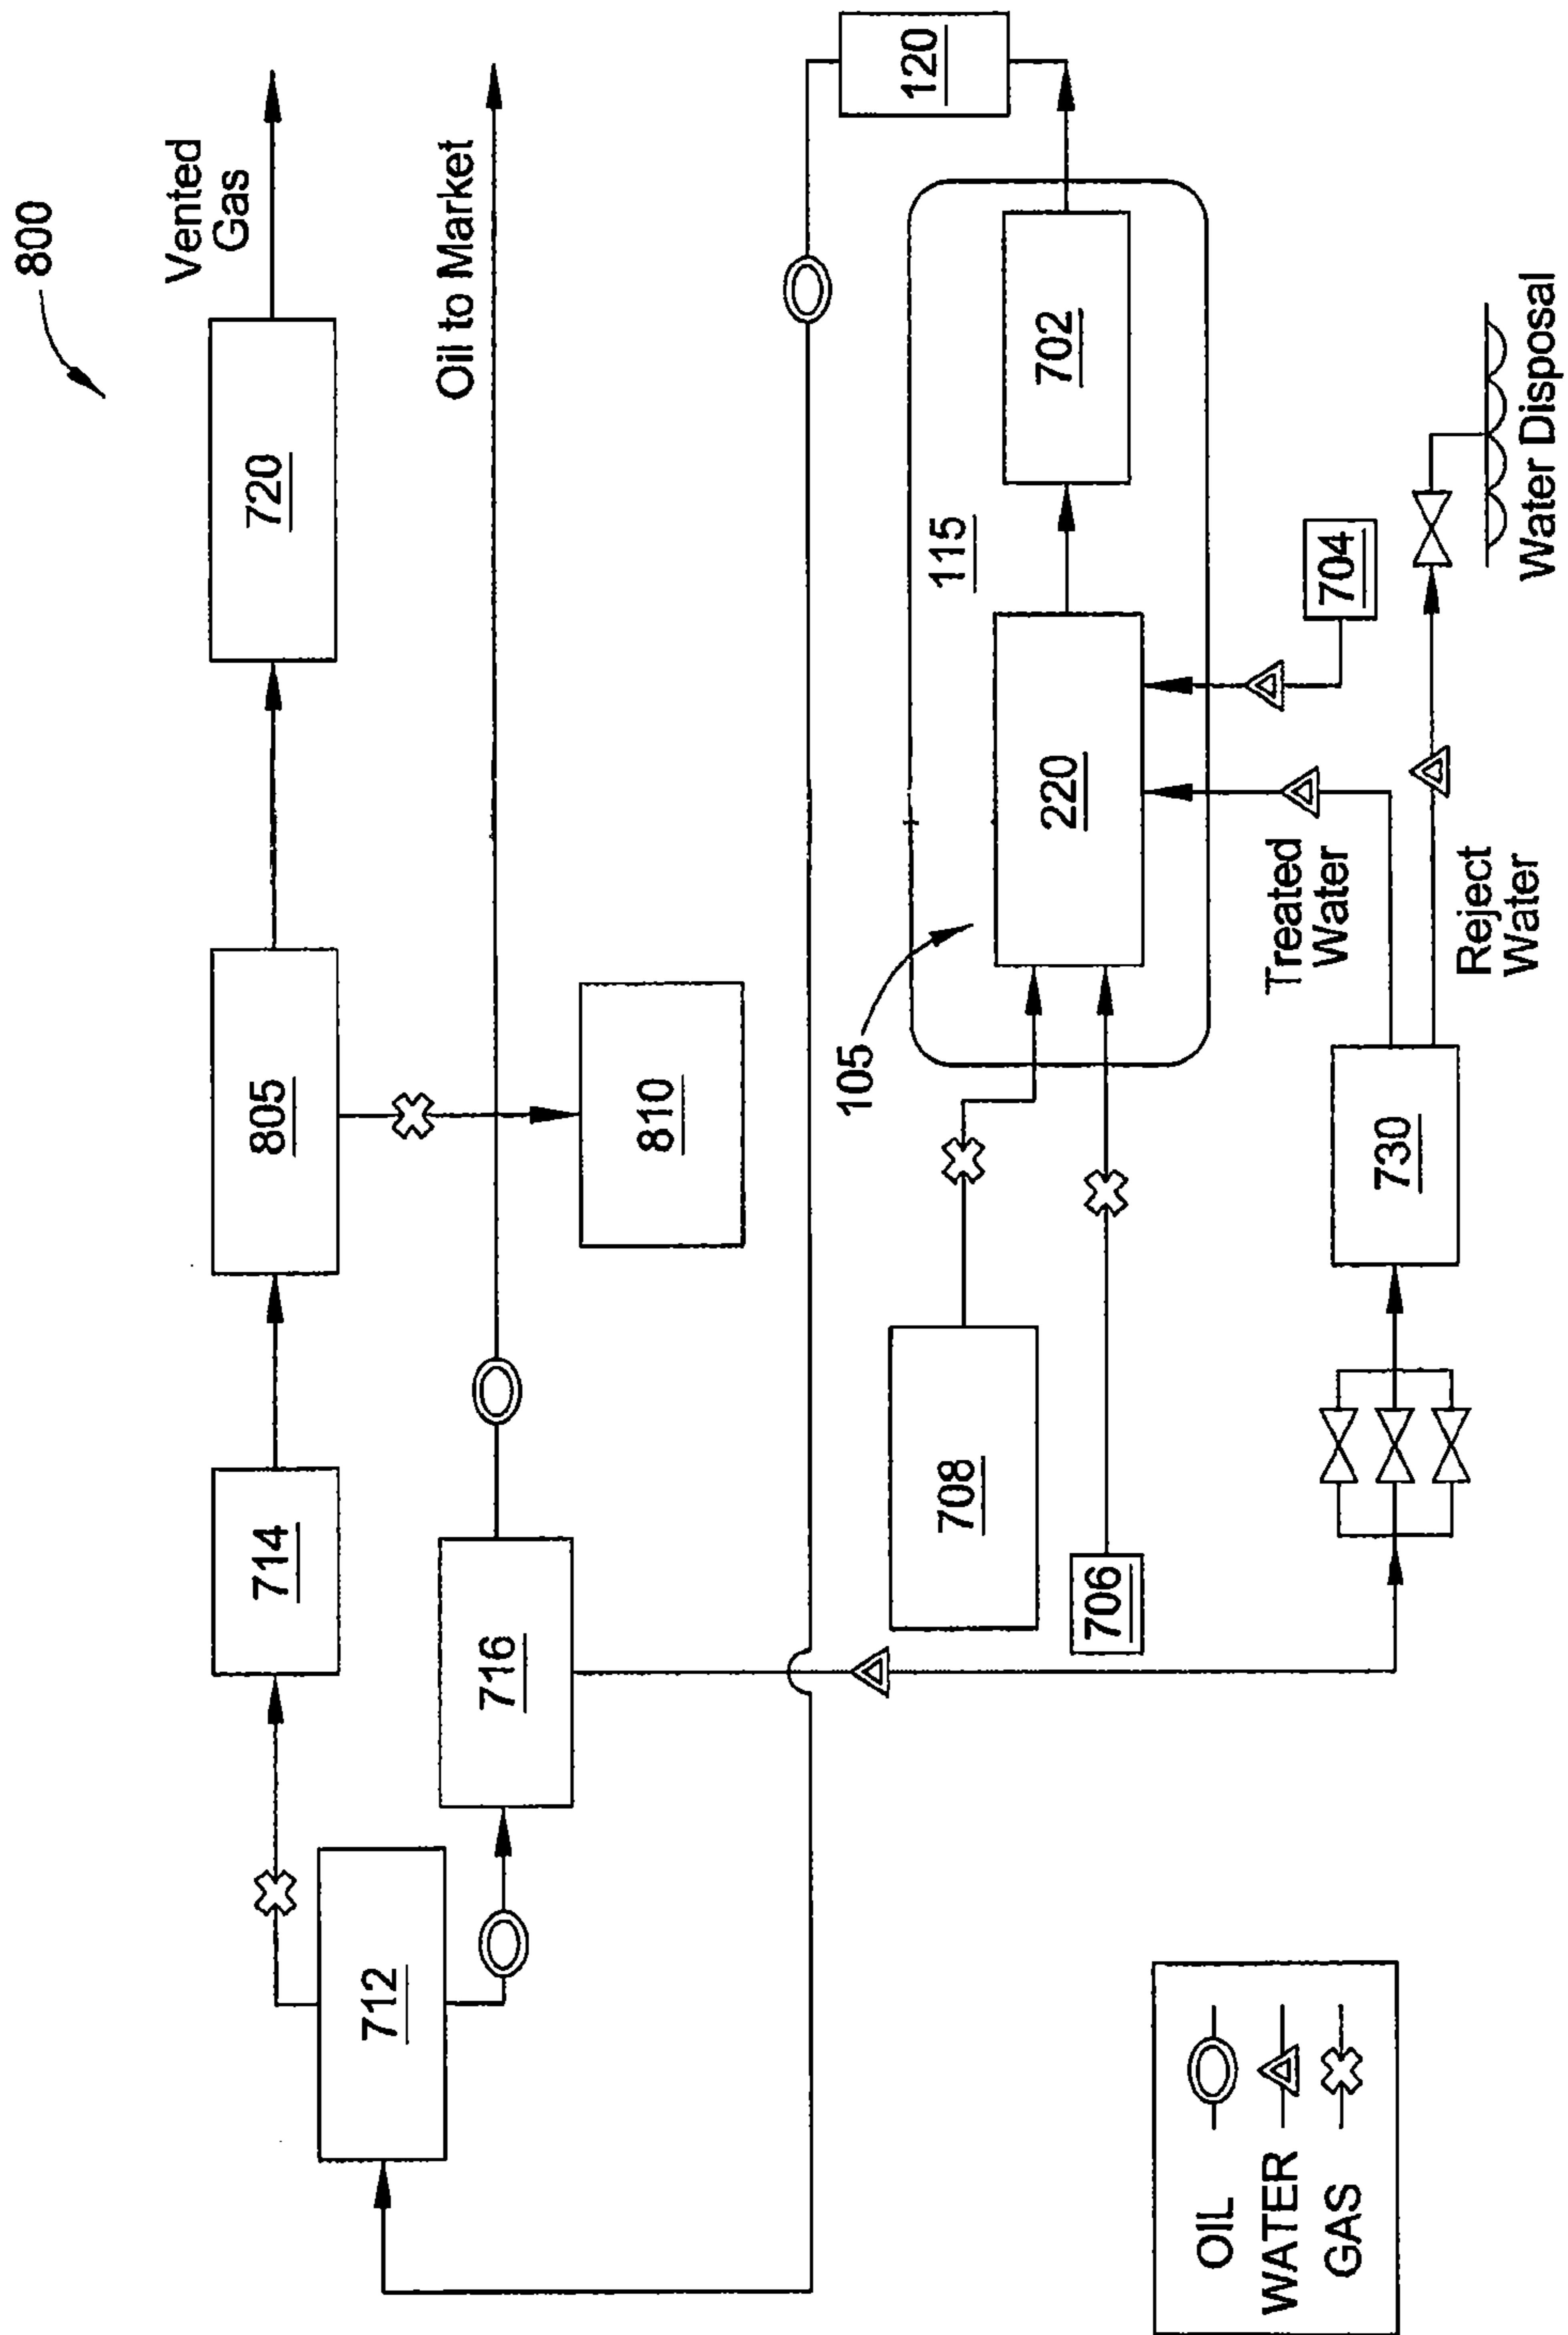 800
Vented
Gas
720
805
714
712
Oil to Market
810
716
120
115
702
220
105
708
706
704
Treated
Water
730
Reject
Water
Water Disposal
OIL
WATER
GAS